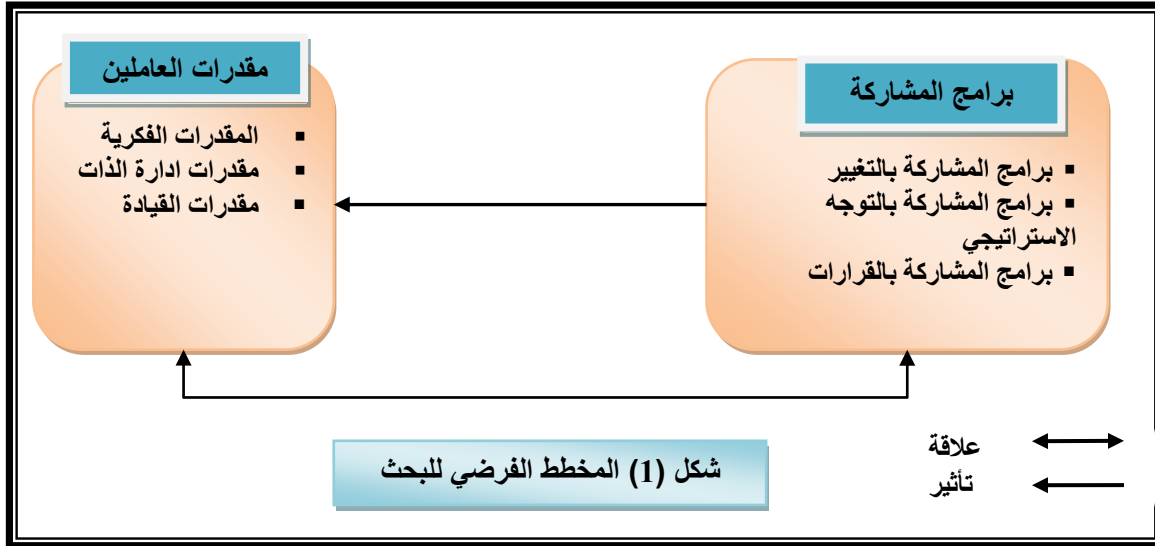 برامج المشاركة
▪ برامج المشاركة بالتغيير
▪ برامج المشاركة بالتوجه
الاستراتيجي
▪ برامج المشاركة بالقرارات
مقدرات العاملين
▪ المقدرات الفكرية
▪ مقدرات ادارة الذات
▪ مقدرات القيادة
علاقة
تأثير
شكل (1) المخطط الفرضي للبحث